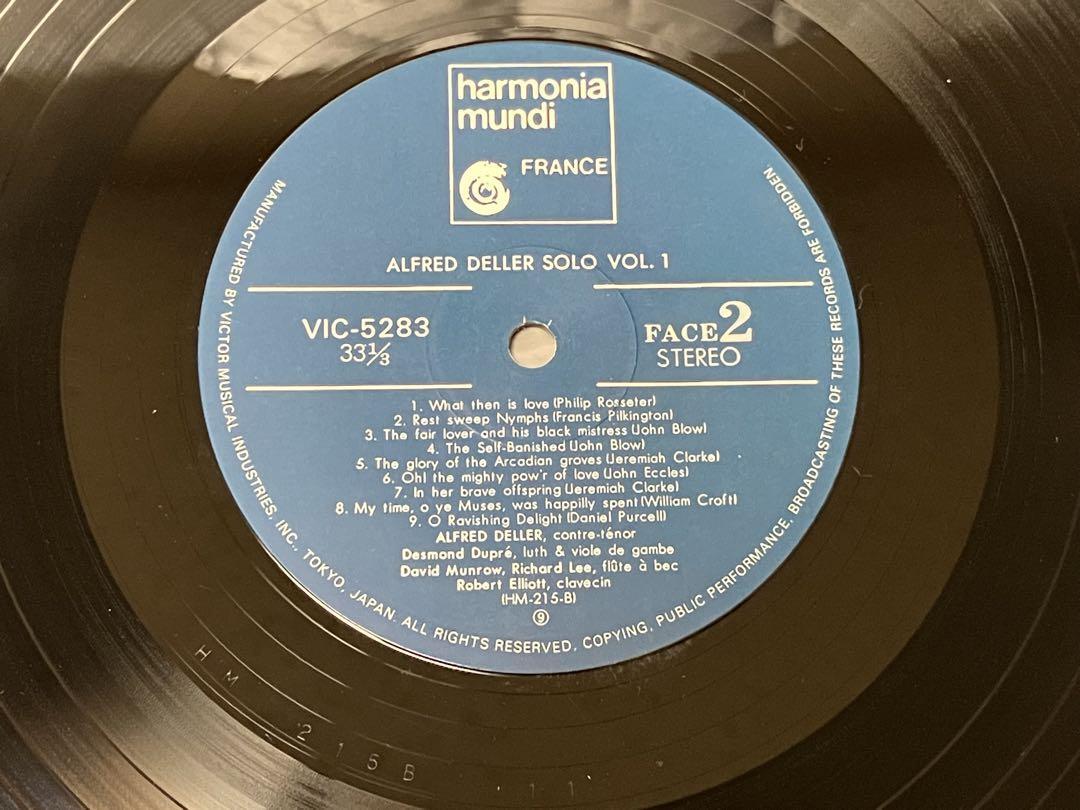 harmonia
mundi
FRANCE
ALFRED DELLER SOLO VOL. 1
VIC-5283
33⅓
FACE 2
STEREO
1. What then is love (Philip Rosseter)
2. Rest sweep Nymphs (Francis Pilkington)
3. The fair lover and his black mistress (John Blow)
4. The Self-Banished (John Blow)
5. The glory of the Arcadian groves (Jeremiah Clarke)
6. Oh! the mighty pow'r of love (John Eccles)
7. In her brave offspring (Jeremiah Clarke)
8. My time, o ye Muses, was happilly spent (William Croft)
9. O Ravishing Delight (Daniel Purcell)
ALFRED DELLER, contre-ténor
Desmond Dupré, luth & viole de gambe
David Munrow, Richard Lee, flûte à bec
Robert Elliott, clavecin
(HM-215-B)
⑨
MANUFACTURED BY VICTOR MUSICAL INDUSTRIES, INC., TOKYO, JAPAN. ALL RIGHTS RESERVED, COPYING, PUBLIC PERFORMANCE, BROADCASTING OF THESE RECORDS ARE FORBIDDEN.
HM 215B 11